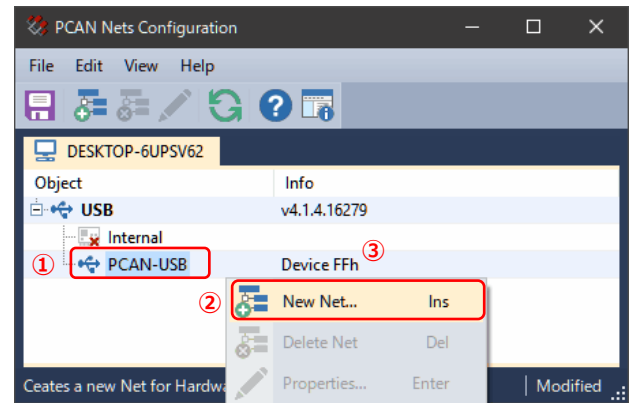 PCAN Nets Configuration
File Edit View Help
DESKTOP-6UPSV62
Object Info
USB v4.1.4.16279
Internal
① PCAN-USB Device FFh ③
② New Net... Ins
Delete Net Del
Properties... Enter
Ceates a new Net for Hardwa Modified